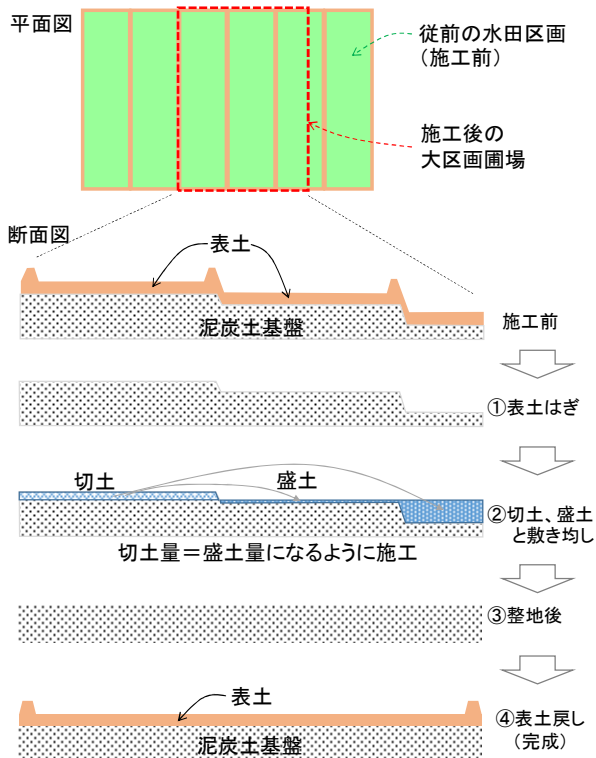 平面図
従前の水田区画
（施工前）
施工後の
大区画圃場
断面図
表土
泥炭土基盤
施工前
①表土はぎ
切土
盛土
②切土、盛土
と敷き均し
切土量＝盛土量になるように施工
③整地後
表土
④表土戻し
（完成）
泥炭土基盤